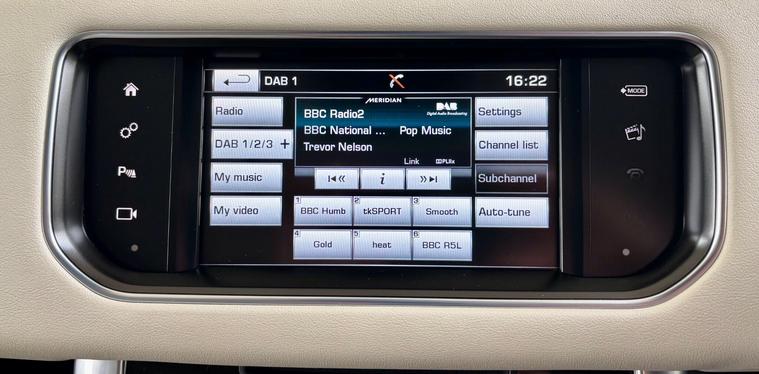 DAB 1
16:22
Radio
DAB 1/2/3 +
My music
My video
MERIDIAN
BBC Radio2
DAB
Digital Audio Broadcasting
BBC National ... Pop Music
Trevor Nelson
Link
PLIIx
i
1 BBC Humb
2 tkSPORT
3 Smooth
4 Gold
5 heat
6 BBC R5L
Settings
Channel list
Subchannel
Auto-tune
MODE
P